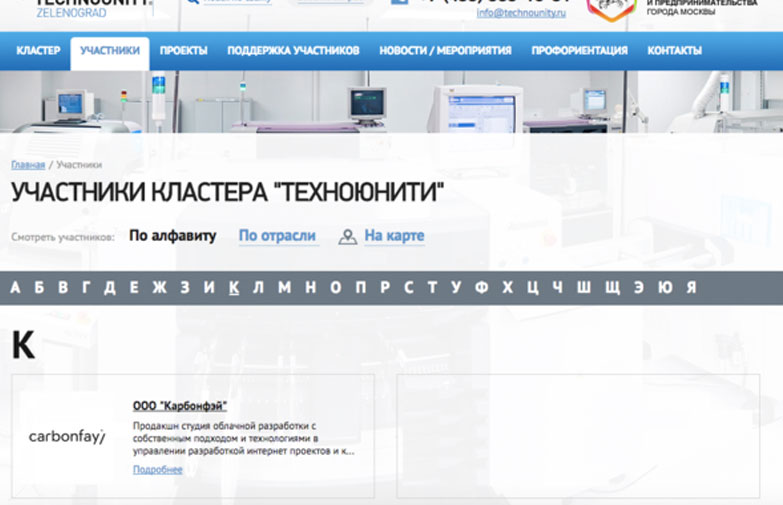 TECHNOUNITY.
ZELENOGRAD
info@technounity.ru
И ПРЕДПРИНИМАТЕЛЬСТВА
ГОРОДА МОСКВЫ
КЛАСТЕР УЧАСТНИКИ ПРОЕКТЫ ПОДДЕРЖКА УЧАСТНИКОВ НОВОСТИ / МЕРОПРИЯТИЯ ПРОФОРИЕНТАЦИЯ КОНТАКТЫ
Главная / Участники
УЧАСТНИКИ КЛАСТЕРА "ТЕХНОЮНИТИ"
Смотреть участников: По алфавиту По отрасли На карте
А Б В Г Д Е Ж З И К Л М Н О П Р С Т У Ф Х Ц Ч Ш Щ Э Ю Я
К
carbonfay
ООО "Карбонфэй"
Продакшн студия облачной разработки с
собственным подходом и технологиями в
управлении разработкой интернет проектов и к...
Подробнее